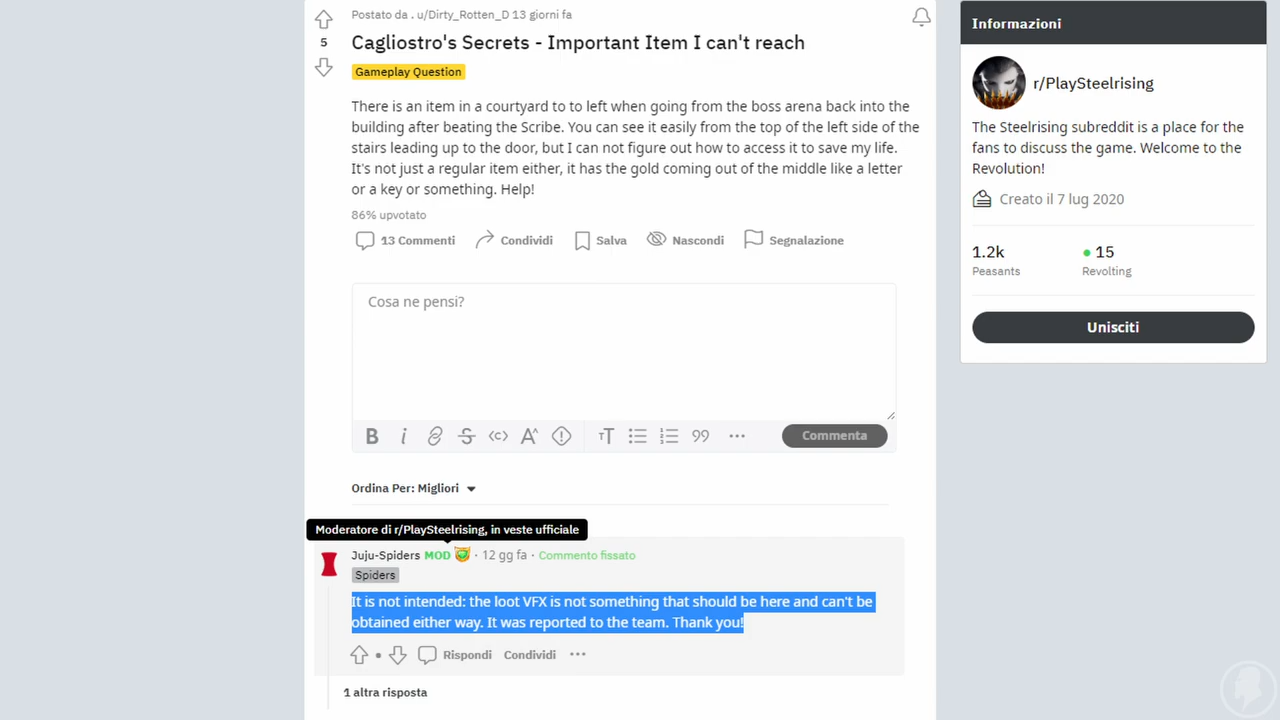 Postato da . u/Dirty_Rotten_D 13 giorni fa
5
Cagliostro's Secrets - Important Item I can't reach
Gameplay Question
There is an item in a courtyard to to left when going from the boss arena back into the
building after beating the Scribe. You can see it easily from the top of the left side of the
stairs leading up to the door, but I can not figure out how to access it to save my life.
It's not just a regular item either, it has the gold coming out of the middle like a letter
or a key or something. Help!
86% upvotato
13 Commenti Condividi Salva Nascondi Segnalazione
Cosa ne pensi?
Commenta
Ordina Per: Migliori
Moderatore di r/PlaySteelrising, in veste ufficiale
Juju-Spiders MOD · 12 gg fa · Commento fissato
Spiders
It is not intended: the loot VFX is not something that should be here and can't be
obtained either way. It was reported to the team. Thank you!
Rispondi Condividi
1 altra risposta
Informazioni
r/PlaySteelrising
The Steelrising subreddit is a place for the
fans to discuss the game. Welcome to the
Revolution!
Creato il 7 lug 2020
1.2k 15
Peasants Revolting
Unisciti